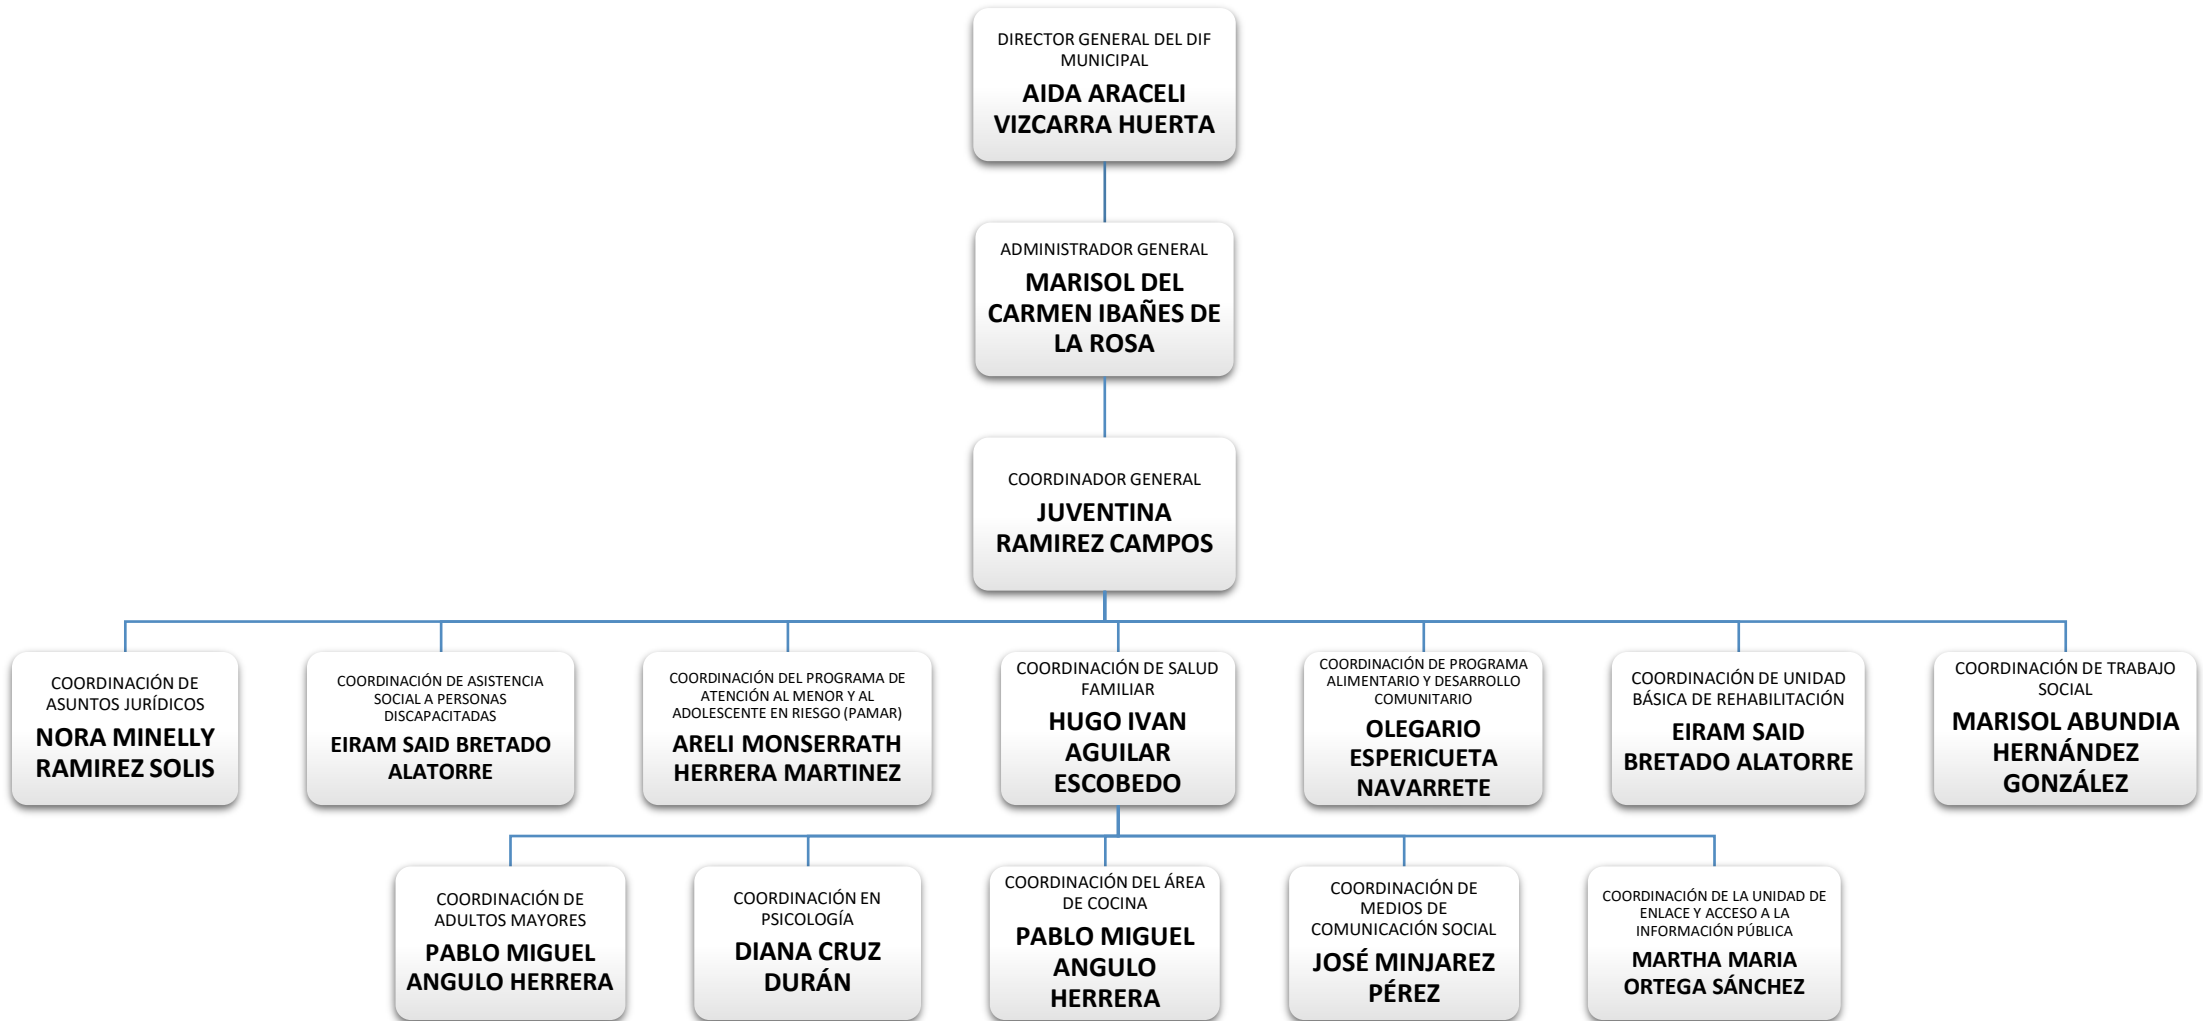 DIRECTOR GENERAL DEL DIF
MUNICIPAL
AIDA ARACELI
VIZCARRA HUERTA
ADMINISTRADOR GENERAL
MARISOL DEL
CARMEN IBAÑES DE
LA ROSA
COORDINADOR GENERAL
JUVENTINA
RAMIREZ CAMPOS
COORDINACIÓN DE
ASUNTOS JURÍDICOS
NORA MINELLY
RAMIREZ SOLIS
COORDINACIÓN DE ASISTENCIA
SOCIAL A PERSONAS
DISCAPACITADAS
EIRAM SAID BRETADO
ALATORRE
COORDINACIÓN DEL PROGRAMA DE
ATENCIÓN AL MENOR Y AL
ADOLESCENTE EN RIESGO (PAMAR)
ARELI MONSERRATH
HERRERA MARTINEZ
COORDINACIÓN DE SALUD
FAMILIAR
HUGO IVAN
AGUILAR
ESCOBEDO
COORDINACIÓN DE PROGRAMA
ALIMENTARIO Y DESARROLLO
COMUNITARIO
OLEGARIO
ESPERICUETA
NAVARRETE
COORDINACIÓN DE UNIDAD
BÁSICA DE REHABILITACIÓN
EIRAM SAID
BRETADO ALATORRE
COORDINACIÓN DE TRABAJO
SOCIAL
MARISOL ABUNDIA
HERNÁNDEZ
GONZÁLEZ
COORDINACIÓN DE
ADULTOS MAYORES
PABLO MIGUEL
ANGULO HERRERA
COORDINACIÓN EN
PSICOLOGÍA
DIANA CRUZ
DURÁN
COORDINACIÓN DEL ÁREA
DE COCINA
PABLO MIGUEL
ANGULO
HERRERA
COORDINACIÓN DE
MEDIOS DE
COMUNICACIÓN SOCIAL
JOSÉ MINJAREZ
PÉREZ
COORDINACIÓN DE LA UNIDAD DE
ENLACE Y ACCESO A LA
INFORMACIÓN PÚBLICA
MARTHA MARIA
ORTEGA SÁNCHEZ